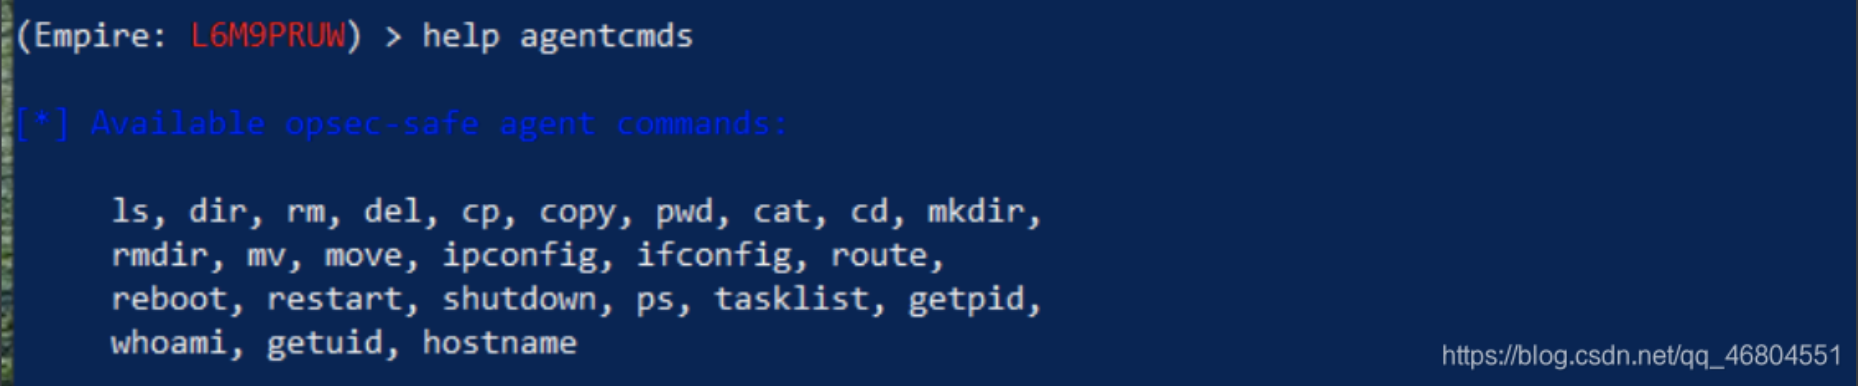 (Empire: L6M9PRUW) > help agentcmds
[*] Available opsec-safe agent commands:
ls, dir, rm, del, cp, copy, pwd, cat, cd, mkdir,
rmdir, mv, move, ipconfig, ifconfig, route,
reboot, restart, shutdown, ps, tasklist, getpid,
whoami, getuid, hostname
https://blog.csdn.net/qq_46804551